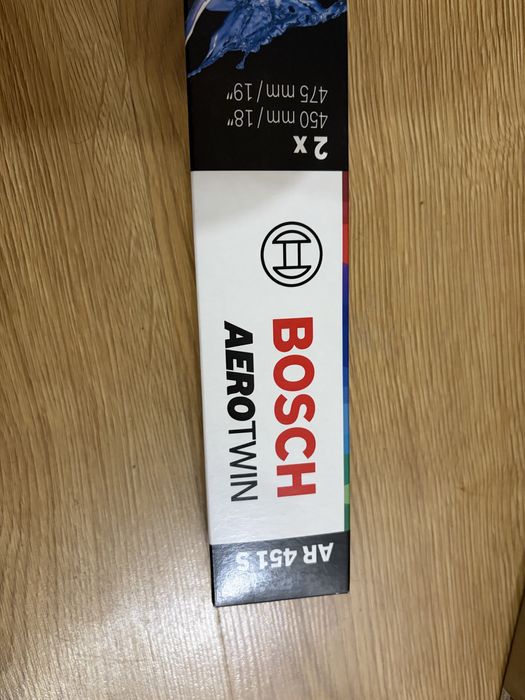 2 x
450 mm / 18"
475 mm / 19"
BOSCH
AEROTWIN
AR 451 S